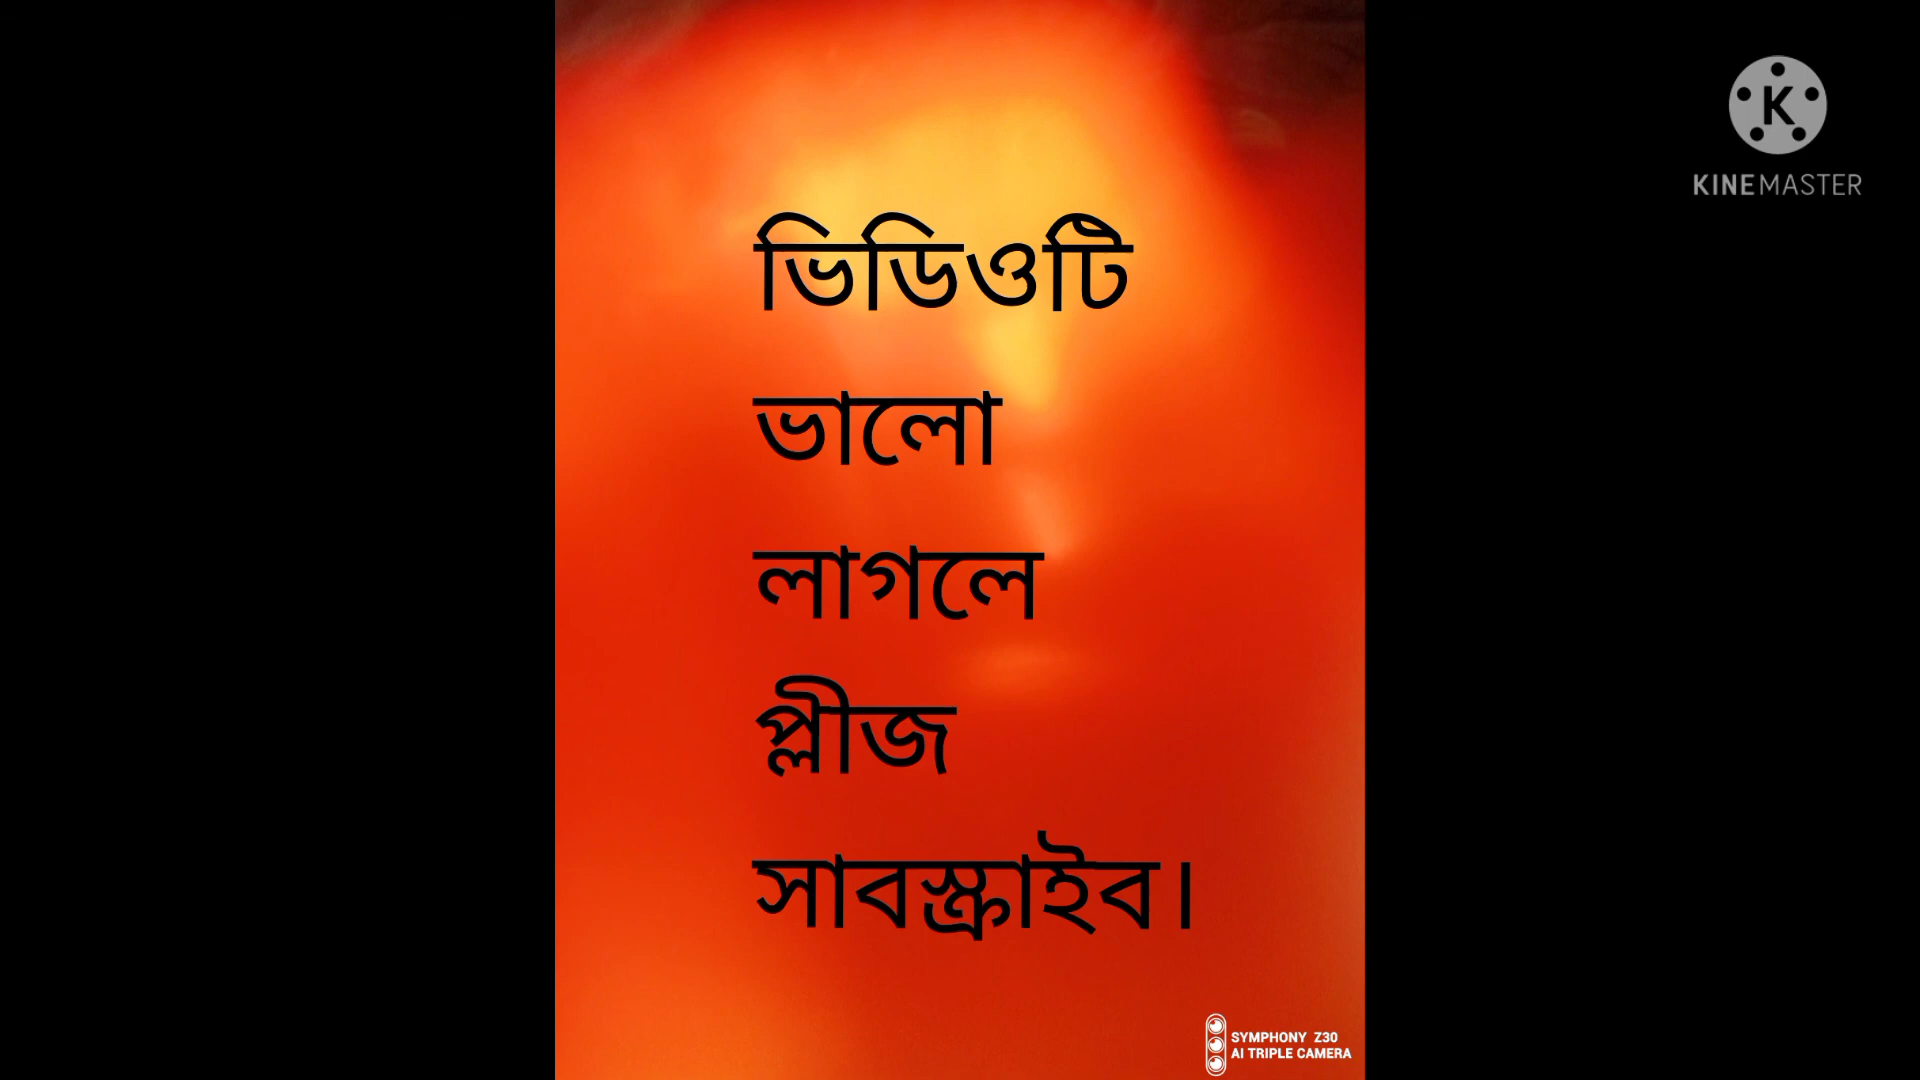 ভিডিওটি
ভালো
লাগলে
প্লীজ
সাবস্ক্রাইব।
K
KINEMASTER
SYMPHONY Z30
AI TRIPLE CAMERA